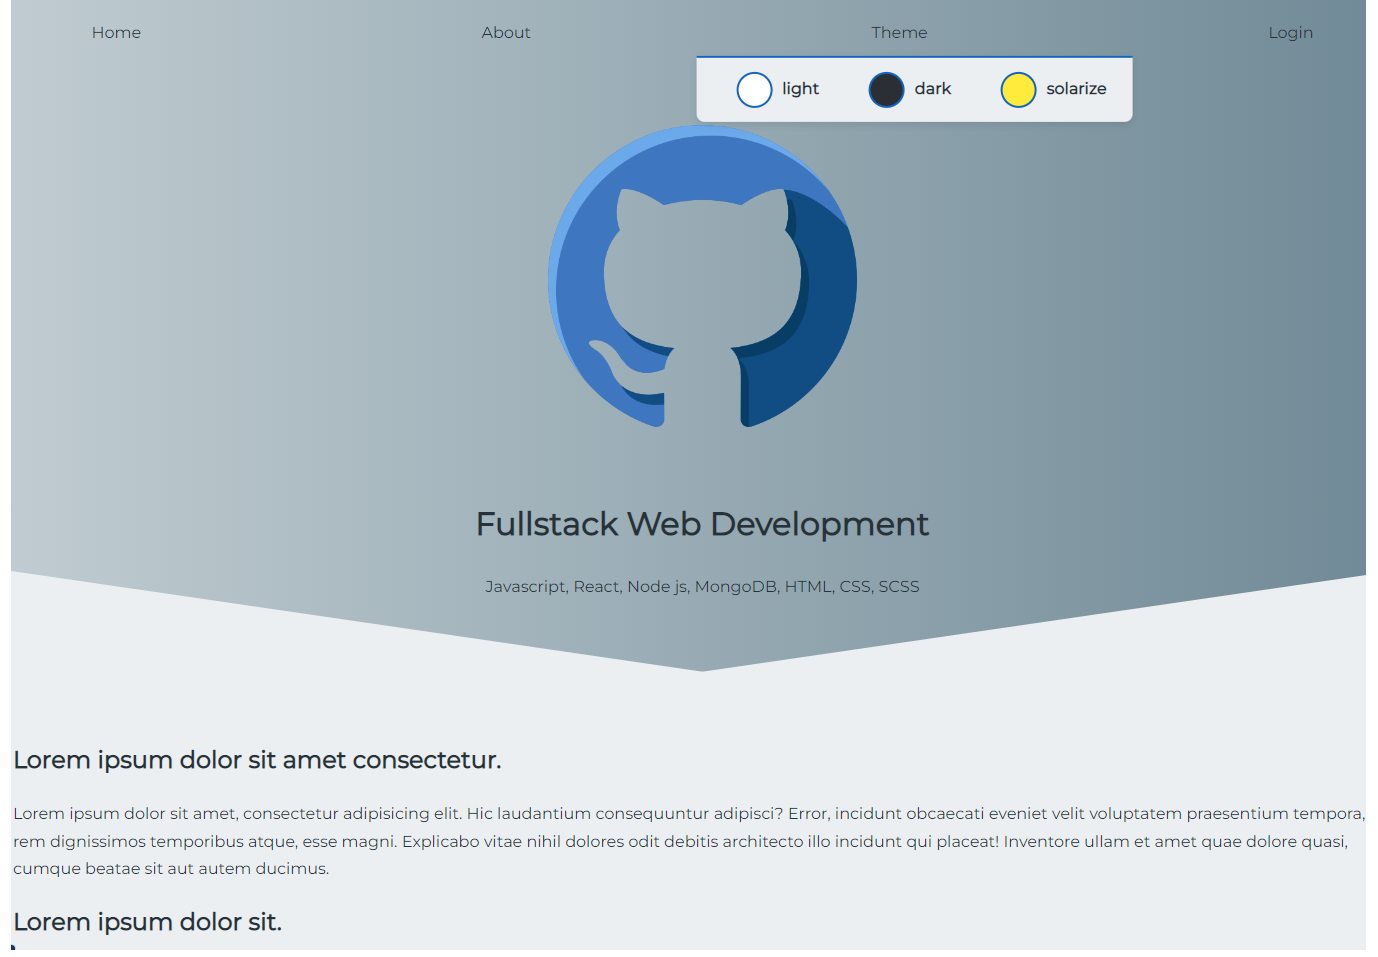 Home About Theme Login
light dark solarize
Fullstack Web Development
Javascript, React, Node js, MongoDB, HTML, CSS, SCSS
Lorem ipsum dolor sit amet consectetur.
Lorem ipsum dolor sit amet, consectetur adipisicing elit. Hic laudantium consequuntur adipisci? Error, incidunt obcaecati eveniet velit voluptatem praesentium tempora,
rem dignissimos temporibus atque, esse magni. Explicabo vitae nihil dolores odit debitis architecto illo incidunt qui placeat! Inventore ullam et amet quae dolore quasi,
cumque beatae sit aut autem ducimus.
Lorem ipsum dolor sit.